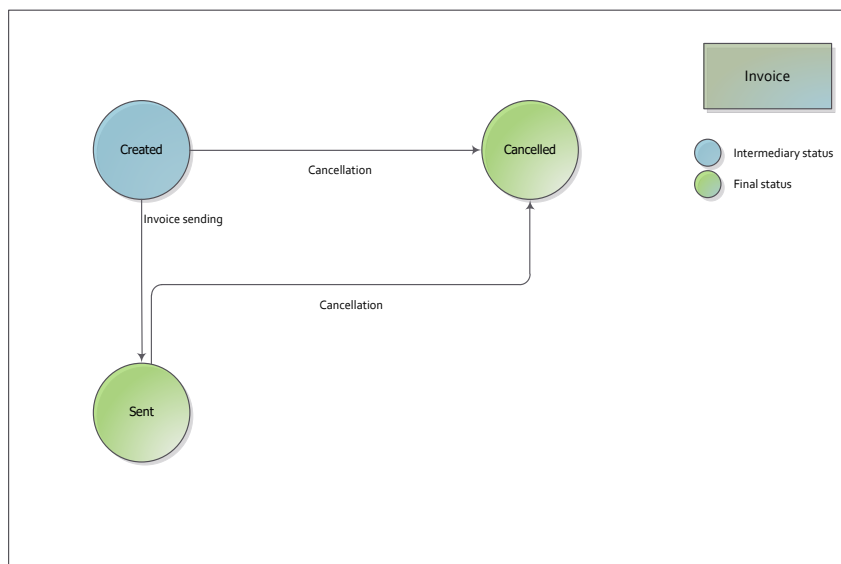 Invoice
Created
Cancelled
Cancellation
Intermediary status
Final status
Invoice sending
Cancellation
Sent